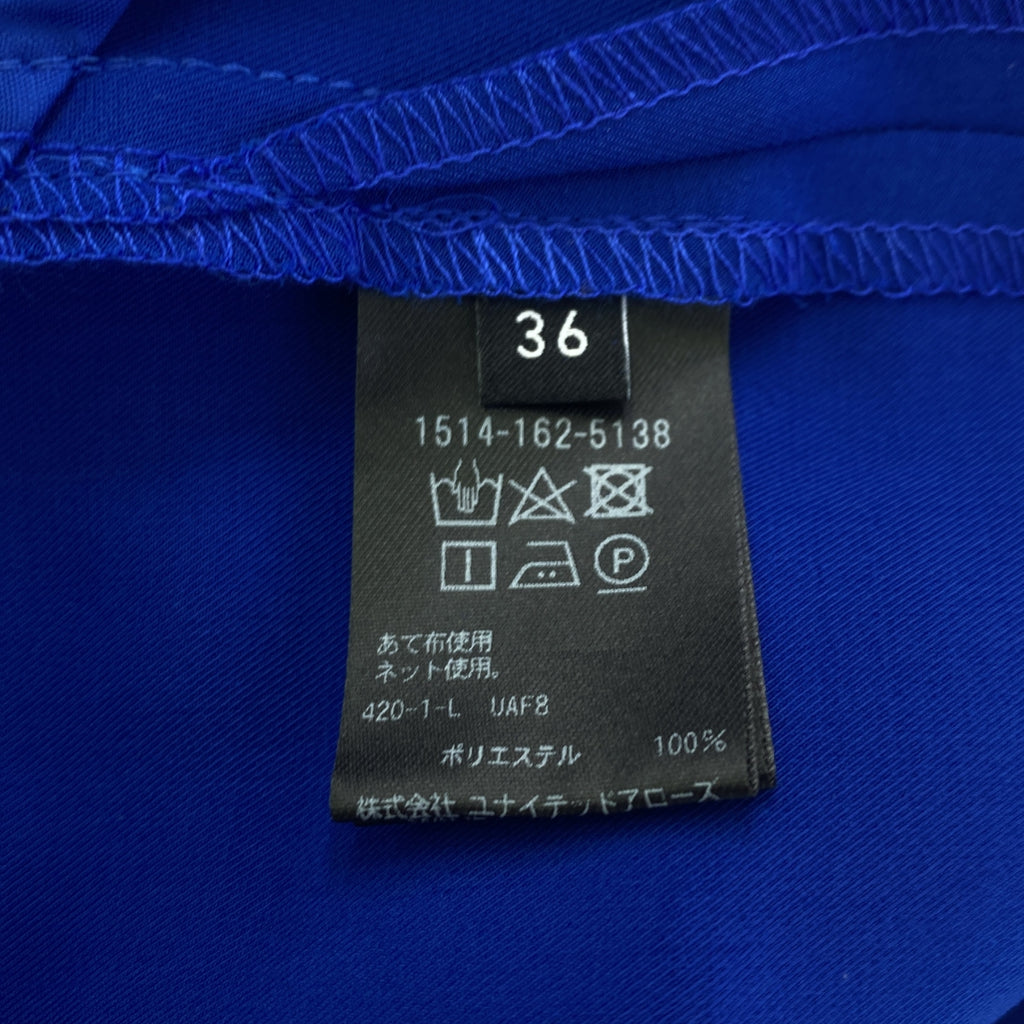 36
1514-162-5138
P
あて布使用
ネット使用。
420-1-L UAF8
ポリエステル 100%
株式会社 ユナイテッドアローズ